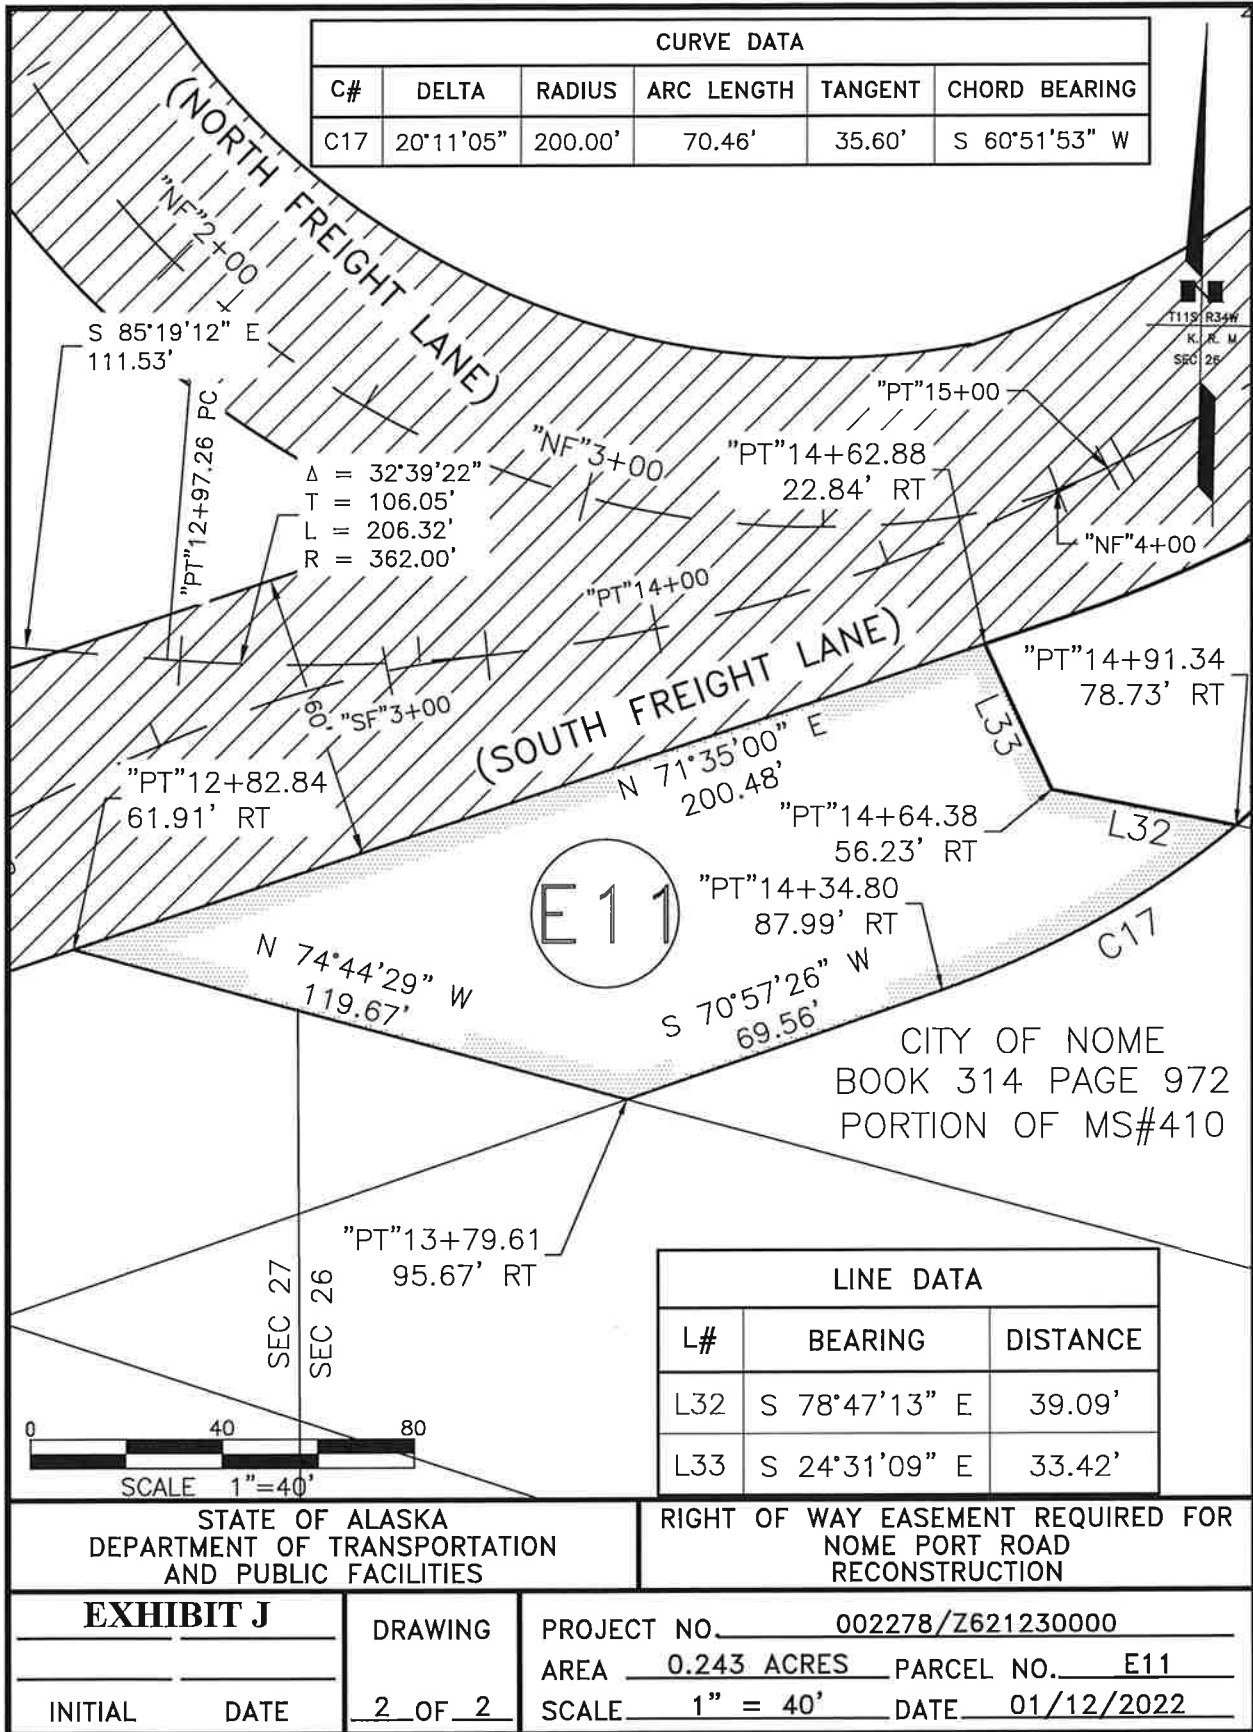 CURVE DATA
C# DELTA RADIUS ARC LENGTH TANGENT CHORD BEARING
C17 20°11'05" 200.00' 70.46' 35.60' S 60°51'53" W
(NORTH FREIGHT LANE)
"NF"2+00
N
T11S R34W
K. R. M
SEC 26
S 85°19'12" E
111.53'
"PT"12+97.26 PC
Δ = 32°39'22"
T = 106.05'
L = 206.32'
R = 362.00'
"NF"3+00
"PT"15+00
"PT"14+62.88
22.84' RT
"NF"4+00
"PT"14+00
(SOUTH FREIGHT LANE)
60'
"SF"3+00
"PT"14+91.34
78.73' RT
L33
"PT"12+82.84
61.91' RT
N 71°35'00" E
200.48'
"PT"14+64.38
56.23' RT
L32
E11
"PT"14+34.80
87.99' RT
C17
N 74°44'29" W
119.67'
S 70°57'26" W
69.56'
CITY OF NOME
BOOK 314 PAGE 972
PORTION OF MS#410
"PT"13+79.61
95.67' RT
SEC 27
SEC 26
LINE DATA
L# BEARING DISTANCE
L32 S 78°47'13" E 39.09'
L33 S 24°31'09" E 33.42'
0 40 80
SCALE 1"=40'
STATE OF ALASKA
DEPARTMENT OF TRANSPORTATION
AND PUBLIC FACILITIES
RIGHT OF WAY EASEMENT REQUIRED FOR
NOME PORT ROAD
RECONSTRUCTION
EXHIBIT J
INITIAL DATE
DRAWING
2 OF 2
PROJECT NO. 002278/Z621230000
AREA 0.243 ACRES PARCEL NO. E11
SCALE 1" = 40' DATE 01/12/2022